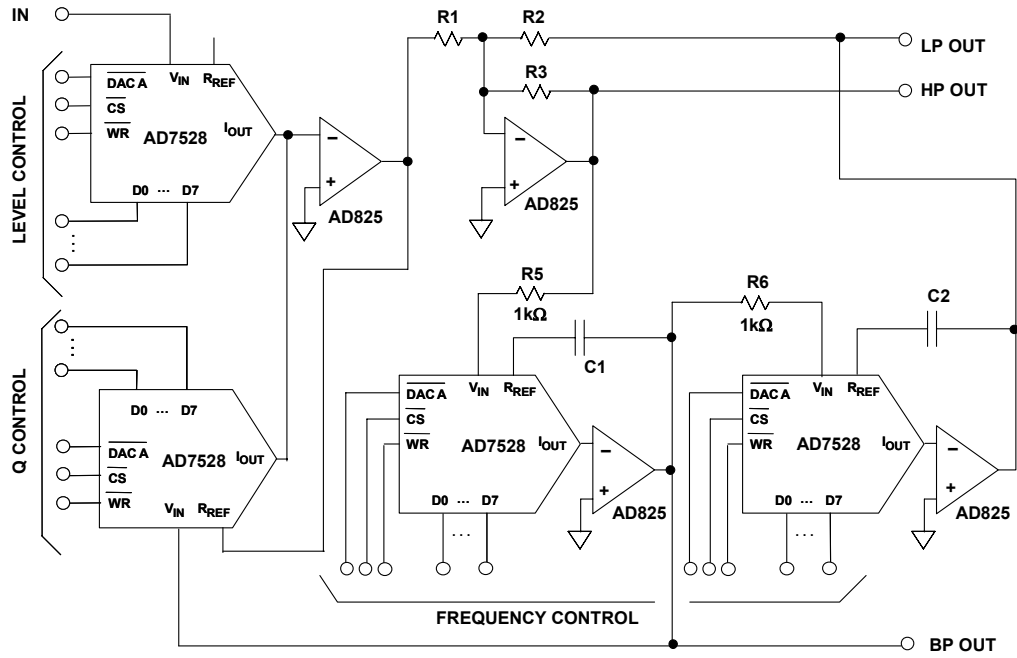 IN
R1
R2
LP OUT
R3
HP OUT
LEVEL CONTROL
DAC A
CS
WR
VIN
RREF
IOUT
AD7528
D0 ... D7
−
+
AD825
−
+
AD825
R5
1kΩ
R6
1kΩ
C1
C2
Q CONTROL
D0 ... D7
DAC A
CS
WR
AD7528
IOUT
VIN
RREF
DAC A
CS
WR
VIN
RREF
IOUT
AD7528
D0 ... D7
−
+
AD825
DAC A
CS
WR
VIN
RREF
IOUT
AD7528
D0 ... D7
−
+
AD825
FREQUENCY CONTROL
BP OUT